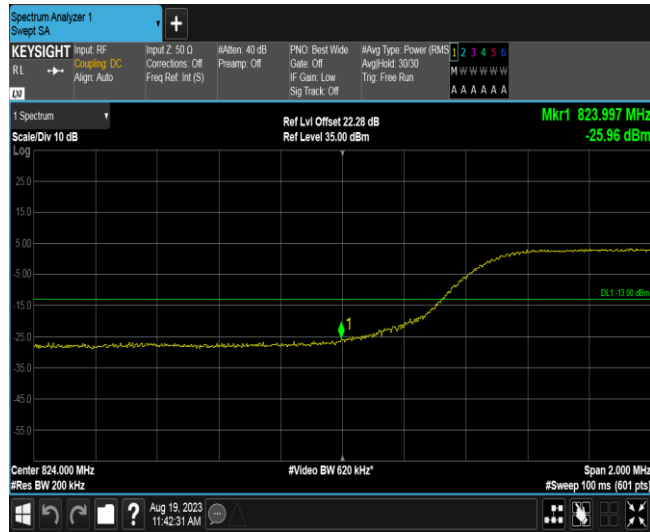 Spectrum Analyzer 1
Swept SA
KEYSIGHT
RL
LXI
Input: RF
Coupling: DC
Align: Auto
Input Z: 50 Ω
Corrections: Off
Freq Ref: Int (S)
#Atten: 40 dB
Preamp: Off
PNO: Best Wide
Gate: Off
IF Gain: Low
Sig Track: Off
#Avg Type: Power (RMS
Avg|Hold: 30/30
Trig: Free Run
1 2 3 4 5 6
M W W W W W
A A A A A A
1 Spectrum
Scale/Div 10 dB
Log
Ref Lvl Offset 22.28 dB
Ref Level 35.00 dBm
Mkr1 823.997 MHz
-25.96 dBm
25.0
15.0
5.00
-5.00
-15.0
-25.0
-35.0
-45.0
-55.0
DL1 -13.00 dBm
1
Center 824.000 MHz
#Res BW 200 kHz
#Video BW 620 kHz*
Span 2.000 MHz
#Sweep 100 ms (601 pts)
Aug 19, 2023
11:42:31 AM